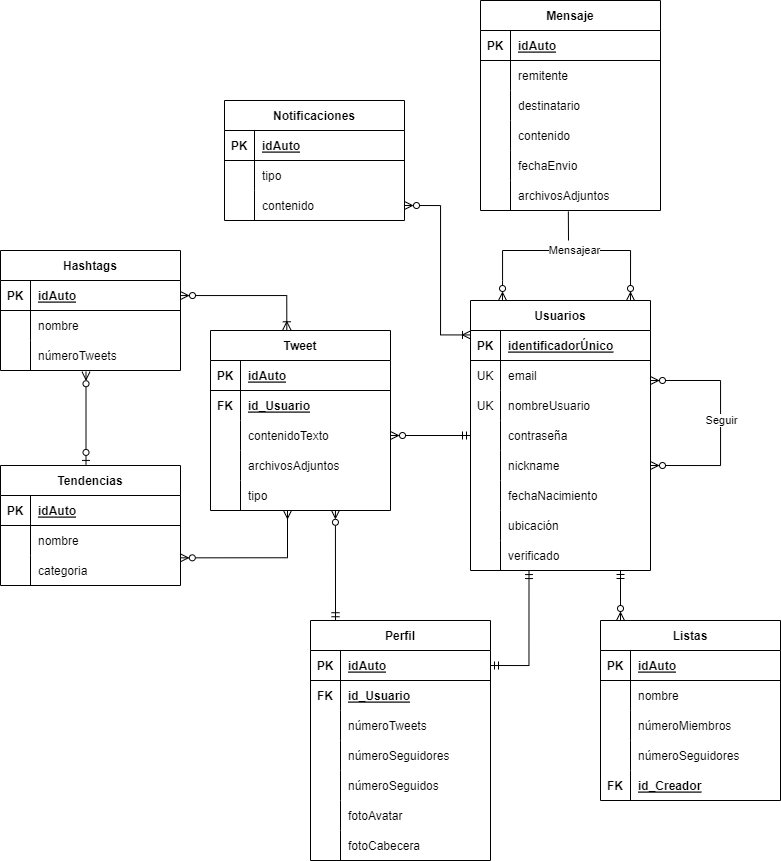 Mensaje
PK idAuto
remitente
destinatario
contenido
fechaEnvio
archivosAdjuntos
Notificaciones
PK idAuto
tipo
contenido
Mensajear
Hashtags
PK idAuto
nombre
númeroTweets
Tweet
PK idAuto
FK id_Usuario
contenidoTexto
archivosAdjuntos
tipo
Usuarios
PK identificadorÚnico
UK email
UK nombreUsuario
contraseña
nickname
fechaNacimiento
ubicación
verificado
Seguir
Tendencias
PK idAuto
nombre
categoria
Perfil
PK idAuto
FK id_Usuario
númeroTweets
númeroSeguidores
númeroSeguidos
fotoAvatar
fotoCabecera
Listas
PK idAuto
nombre
númeroMiembros
númeroSeguidores
FK id_Creador